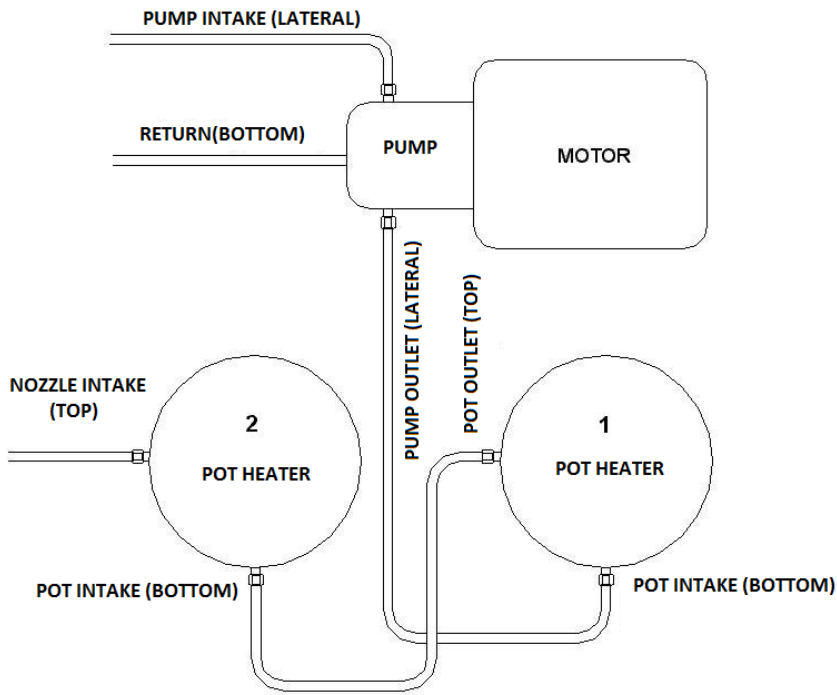 PUMP INTAKE (LATERAL)
RETURN(BOTTOM)
PUMP
MOTOR
PUMP OUTLET (LATERAL)
POT OUTLET (TOP)
NOZZLE INTAKE
(TOP)
2
POT HEATER
1
POT HEATER
POT INTAKE (BOTTOM)
POT INTAKE (BOTTOM)